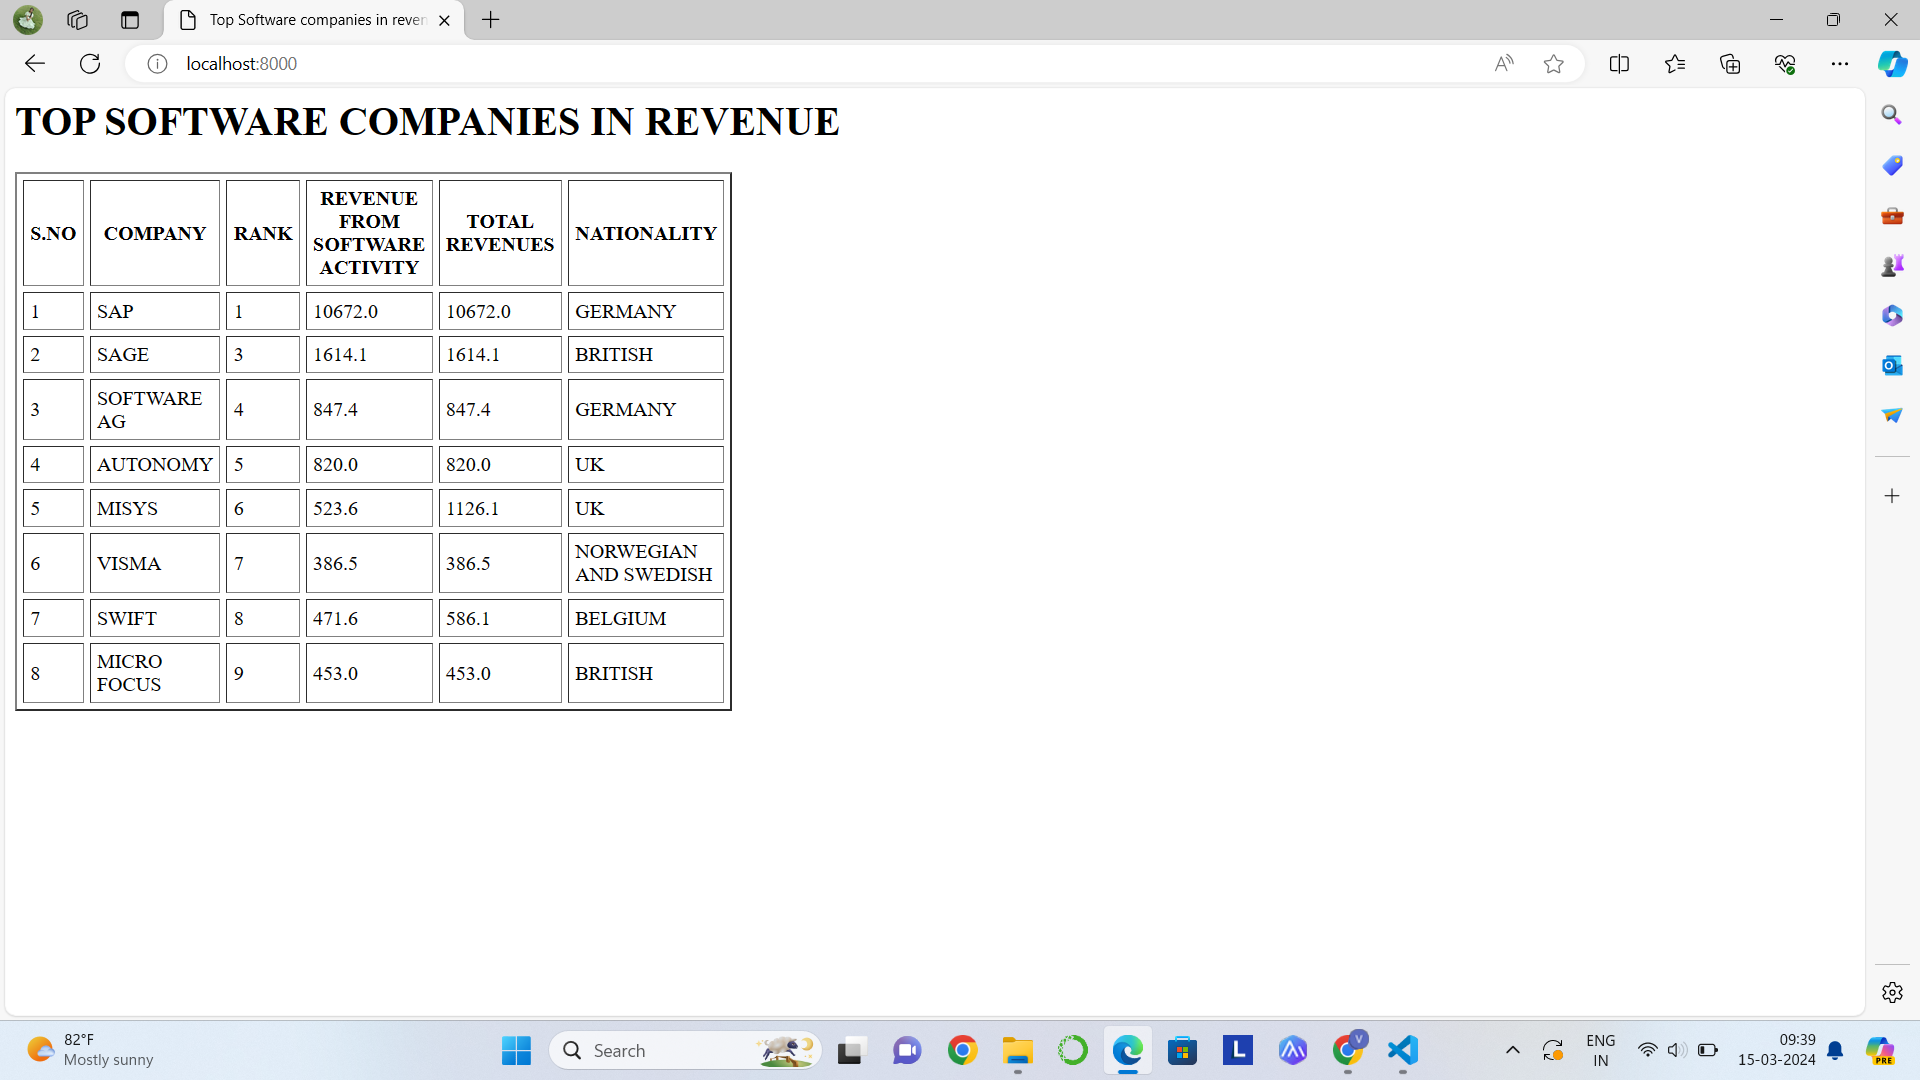 Top Software companies in reven
localhost:8000
TOP SOFTWARE COMPANIES IN REVENUE
S.NO COMPANY RANK REVENUE FROM SOFTWARE ACTIVITY TOTAL REVENUES NATIONALITY
1 SAP 1 10672.0 10672.0 GERMANY
2 SAGE 3 1614.1 1614.1 BRITISH
3 SOFTWARE AG 4 847.4 847.4 GERMANY
4 AUTONOMY 5 820.0 820.0 UK
5 MISYS 6 523.6 1126.1 UK
6 VISMA 7 386.5 386.5 NORWEGIAN AND SWEDISH
7 SWIFT 8 471.6 586.1 BELGIUM
8 MICRO FOCUS 9 453.0 453.0 BRITISH
82°F
Mostly sunny
Search
L
V
ENG
IN
09:39
15-03-2024
PRE